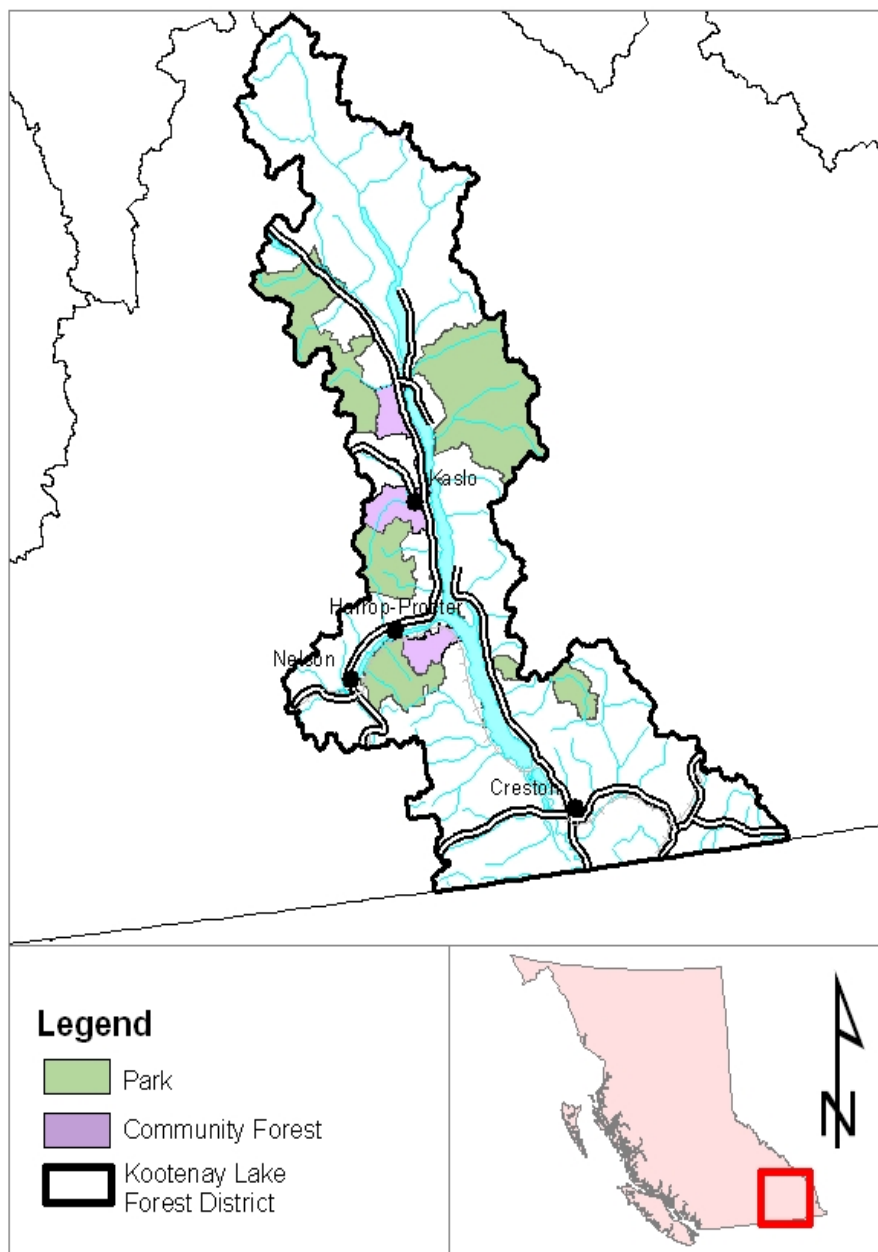 Kaslo
Harrop-Procter
Nelson
Creston
Legend
Park
Community Forest
Kootenay Lake
Forest District
N